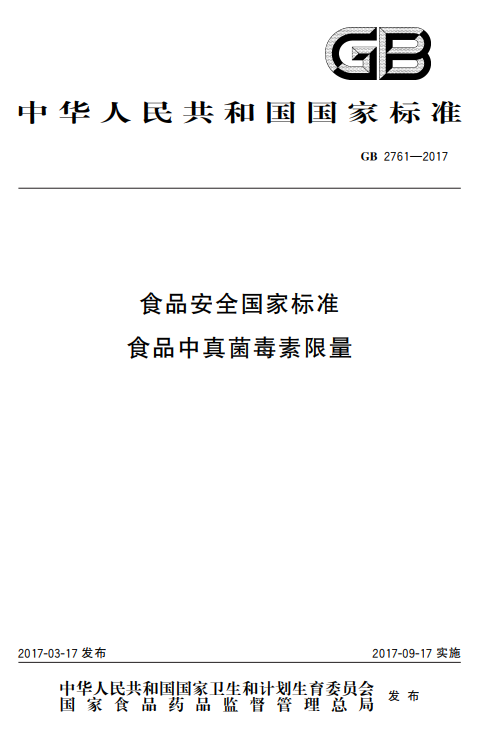 GB
中华人民共和国国家标准
GB 2761—2017
食品安全国家标准
食品中真菌毒素限量
2017-03-17 发布
2017-09-17 实施
中华人民共和国国家卫生和计划生育委员会
国家食品药品监督管理总局
发布